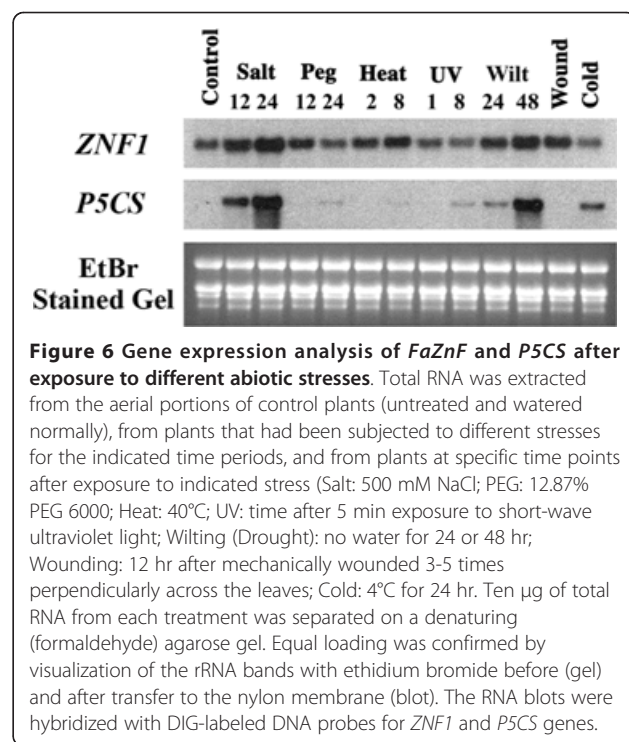 Control Salt Peg Heat UV Wilt Wound Cold
12 24 12 24 2 8 1 8 24 48
ZNF1
P5CS
EtBr
Stained Gel
Figure 6 Gene expression analysis of FaZnF and P5CS after
exposure to different abiotic stresses. Total RNA was extracted
from the aerial portions of control plants (untreated and watered
normally), from plants that had been subjected to different stresses
for the indicated time periods, and from plants at specific time points
after exposure to indicated stress (Salt: 500 mM NaCl; PEG: 12.87%
PEG 6000; Heat: 40°C; UV: time after 5 min exposure to short-wave
ultraviolet light; Wilting (Drought): no water for 24 or 48 hr;
Wounding: 12 hr after mechanically wounded 3-5 times
perpendicularly across the leaves; Cold: 4°C for 24 hr. Ten µg of total
RNA from each treatment was separated on a denaturing
(formaldehyde) agarose gel. Equal loading was confirmed by
visualization of the rRNA bands with ethidium bromide before (gel)
and after transfer to the nylon membrane (blot). The RNA blots were
hybridized with DIG-labeled DNA probes for ZNF1 and P5CS genes.